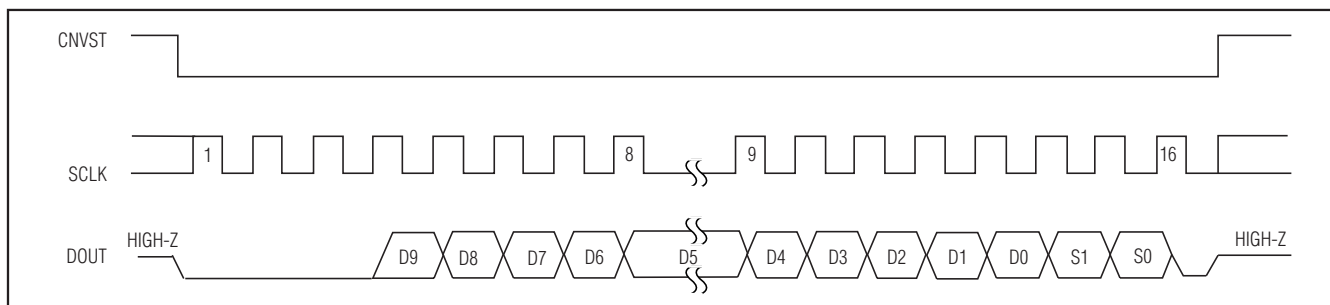 CNVST
SCLK
1
8
9
16
DOUT
HIGH-Z
D9
D8
D7
D6
D5
D4
D3
D2
D1
D0
S1
S0
HIGH-Z